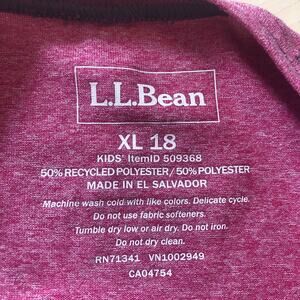 L.L.Bean
XL 18
KIDS' ItemID 509368
50% RECYCLED POLYESTER/50% POLYESTER
MADE IN EL SALVADOR
Machine wash cold with like colors. Delicate cycle.
Do not use fabric softeners.
Tumble dry low or air dry. Do not iron.
Do not dry clean.
RN71341 VN1002949
CA04754